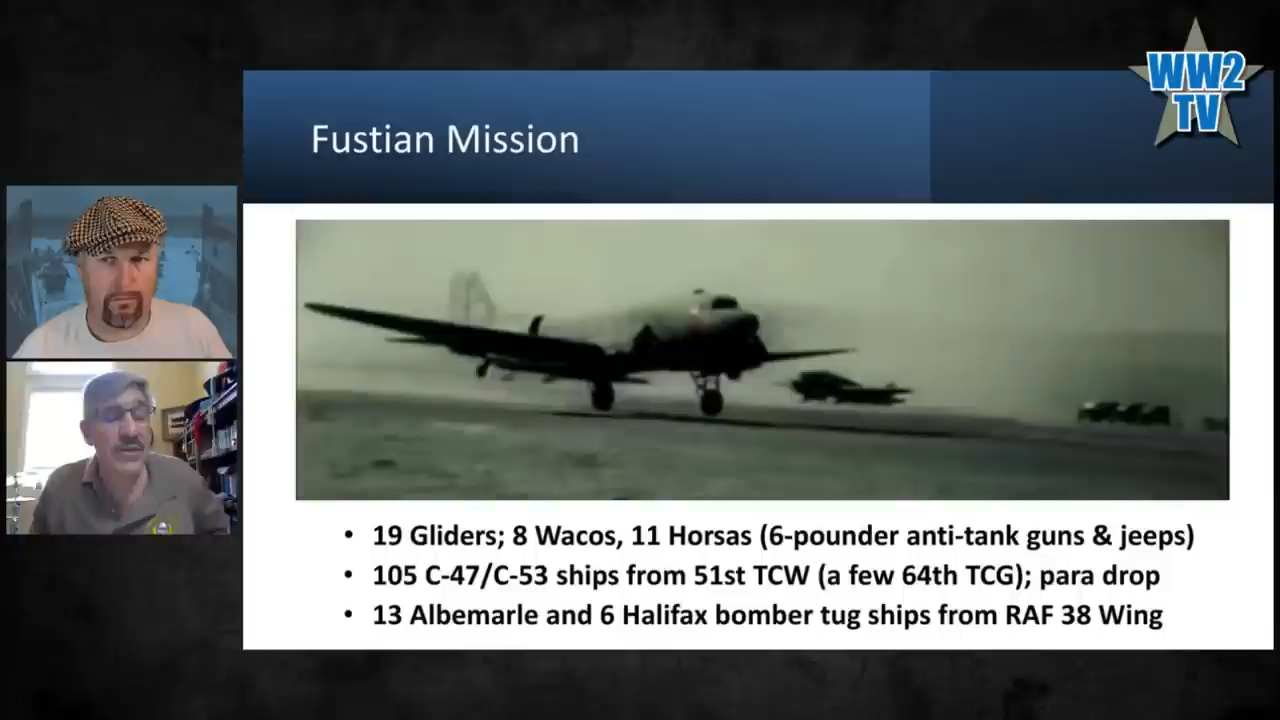 WW2
TV
Fustian Mission
• 19 Gliders; 8 Wacos, 11 Horsas (6-pounder anti-tank guns & jeeps)
• 105 C-47/C-53 ships from 51st TCW (a few 64th TCG); para drop
• 13 Albemarle and 6 Halifax bomber tug ships from RAF 38 Wing